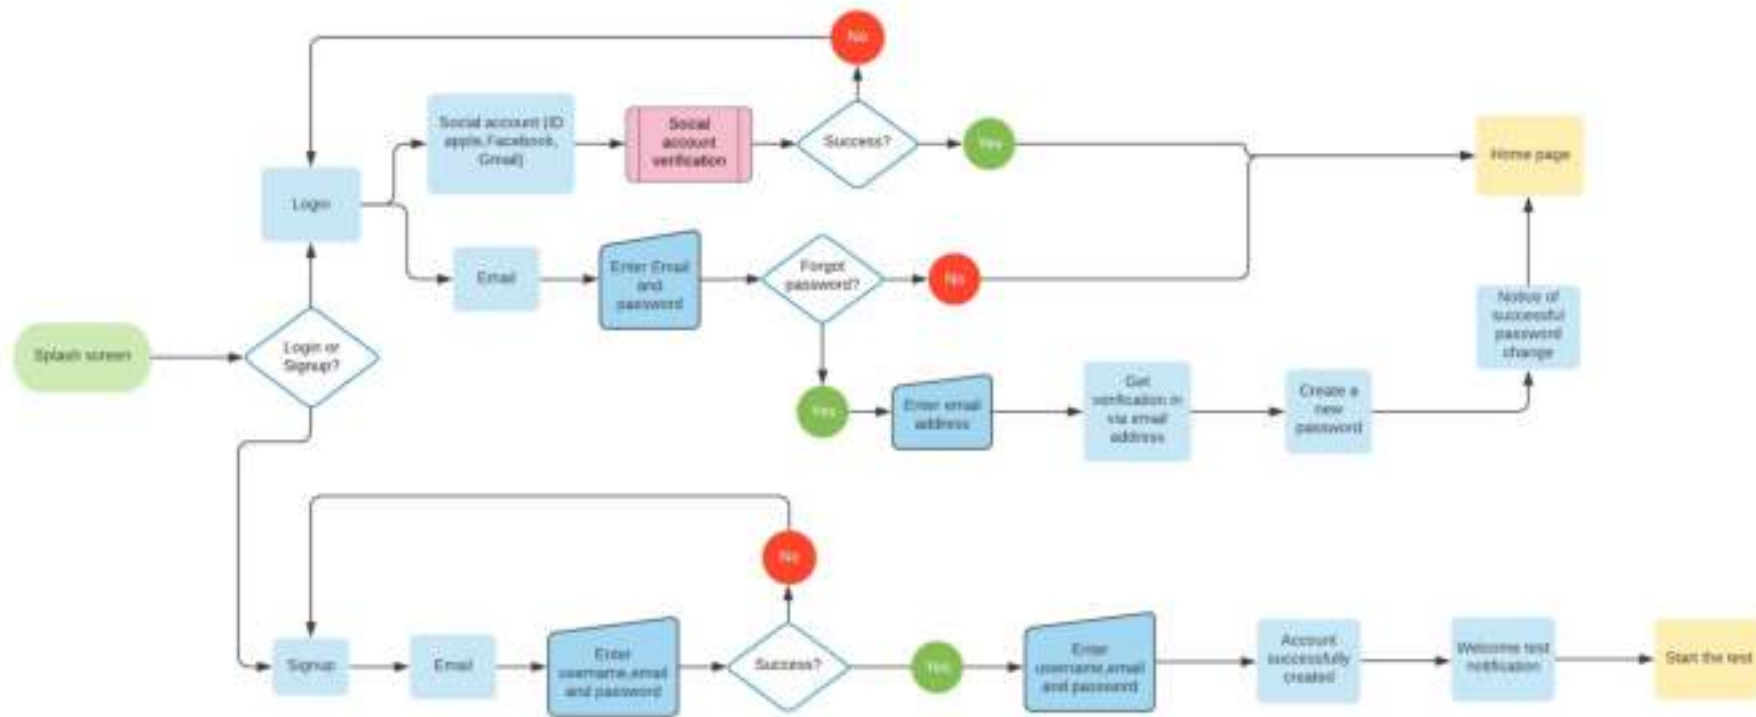 No
Social account (ID
apple,Facebook,
Gmail)
Social
account
verification
Success?
Yes
Home page
Login
Email
Enter Email
and
password
Forgot
password?
No
Notice of
successful
password
change
Splash screen
Login or
Signup?
Yes
Enter email
address
Get
verification in
via email
address
Create a
new
password
No
Signup
Email
Enter
username,email
and password
Success?
Yes
Enter
username,email
and password
Account
successfully
created
Welcome test
notification
Start the test